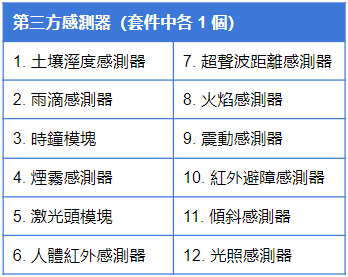 第三方感測器 (套件中各 1 個)
1. 土壤溼度感測器
7. 超聲波距離感測器
2. 雨滴感測器
8. 火焰感測器
3. 時鐘模塊
9. 震動感測器
4. 煙霧感測器
10. 紅外避障感測器
5. 激光頭模塊
11. 傾斜感測器
6. 人體紅外感測器
12. 光照感測器